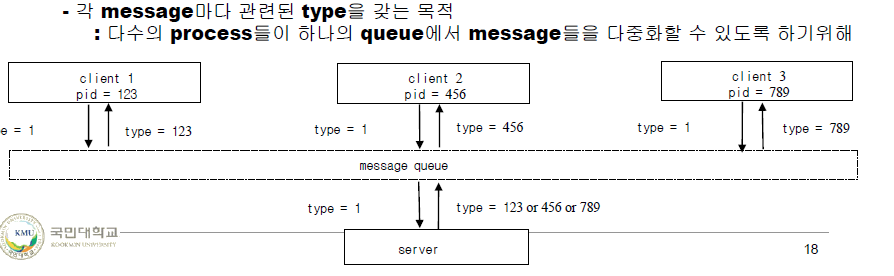 - 각 message마다 관련된 type을 갖는 목적
: 다수의 process들이 하나의 queue에서 message들을 다중화할 수 있도록 하기위해
client 1
pid = 123
client 2
pid = 456
client 3
pid = 789
e = 1
type = 123
type = 1
type = 456
type = 1
type = 789
message queue
type = 1
type = 123 or 456 or 789
KMU
국민대학교
KOOKMIN UNIVERSITY
server
18